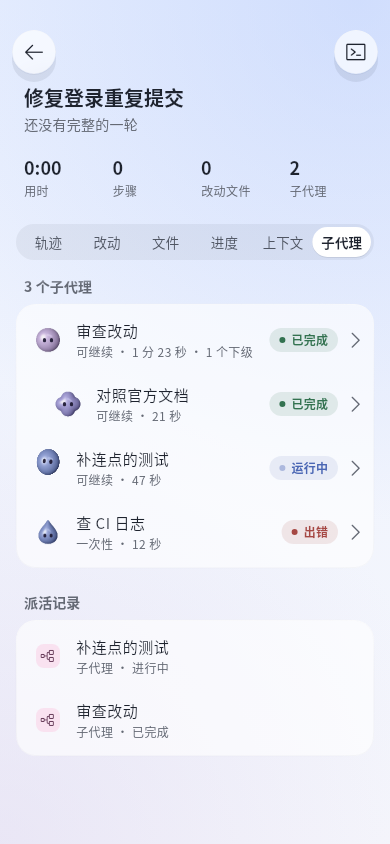 修复登录重复提交
还没有完整的一轮
0:00 0 0 2
用时 步骤 改动文件 子代理
轨迹 改动 文件 进度 上下文 子代理
3 个子代理
审查改动
可继续 · 1 分 23 秒 · 1 个下级
已完成
对照官方文档
可继续 · 21 秒
已完成
补连点的测试
可继续 · 47 秒
运行中
查 CI 日志
一次性 · 12 秒
出错
派活记录
补连点的测试
子代理 · 进行中
审查改动
子代理 · 已完成